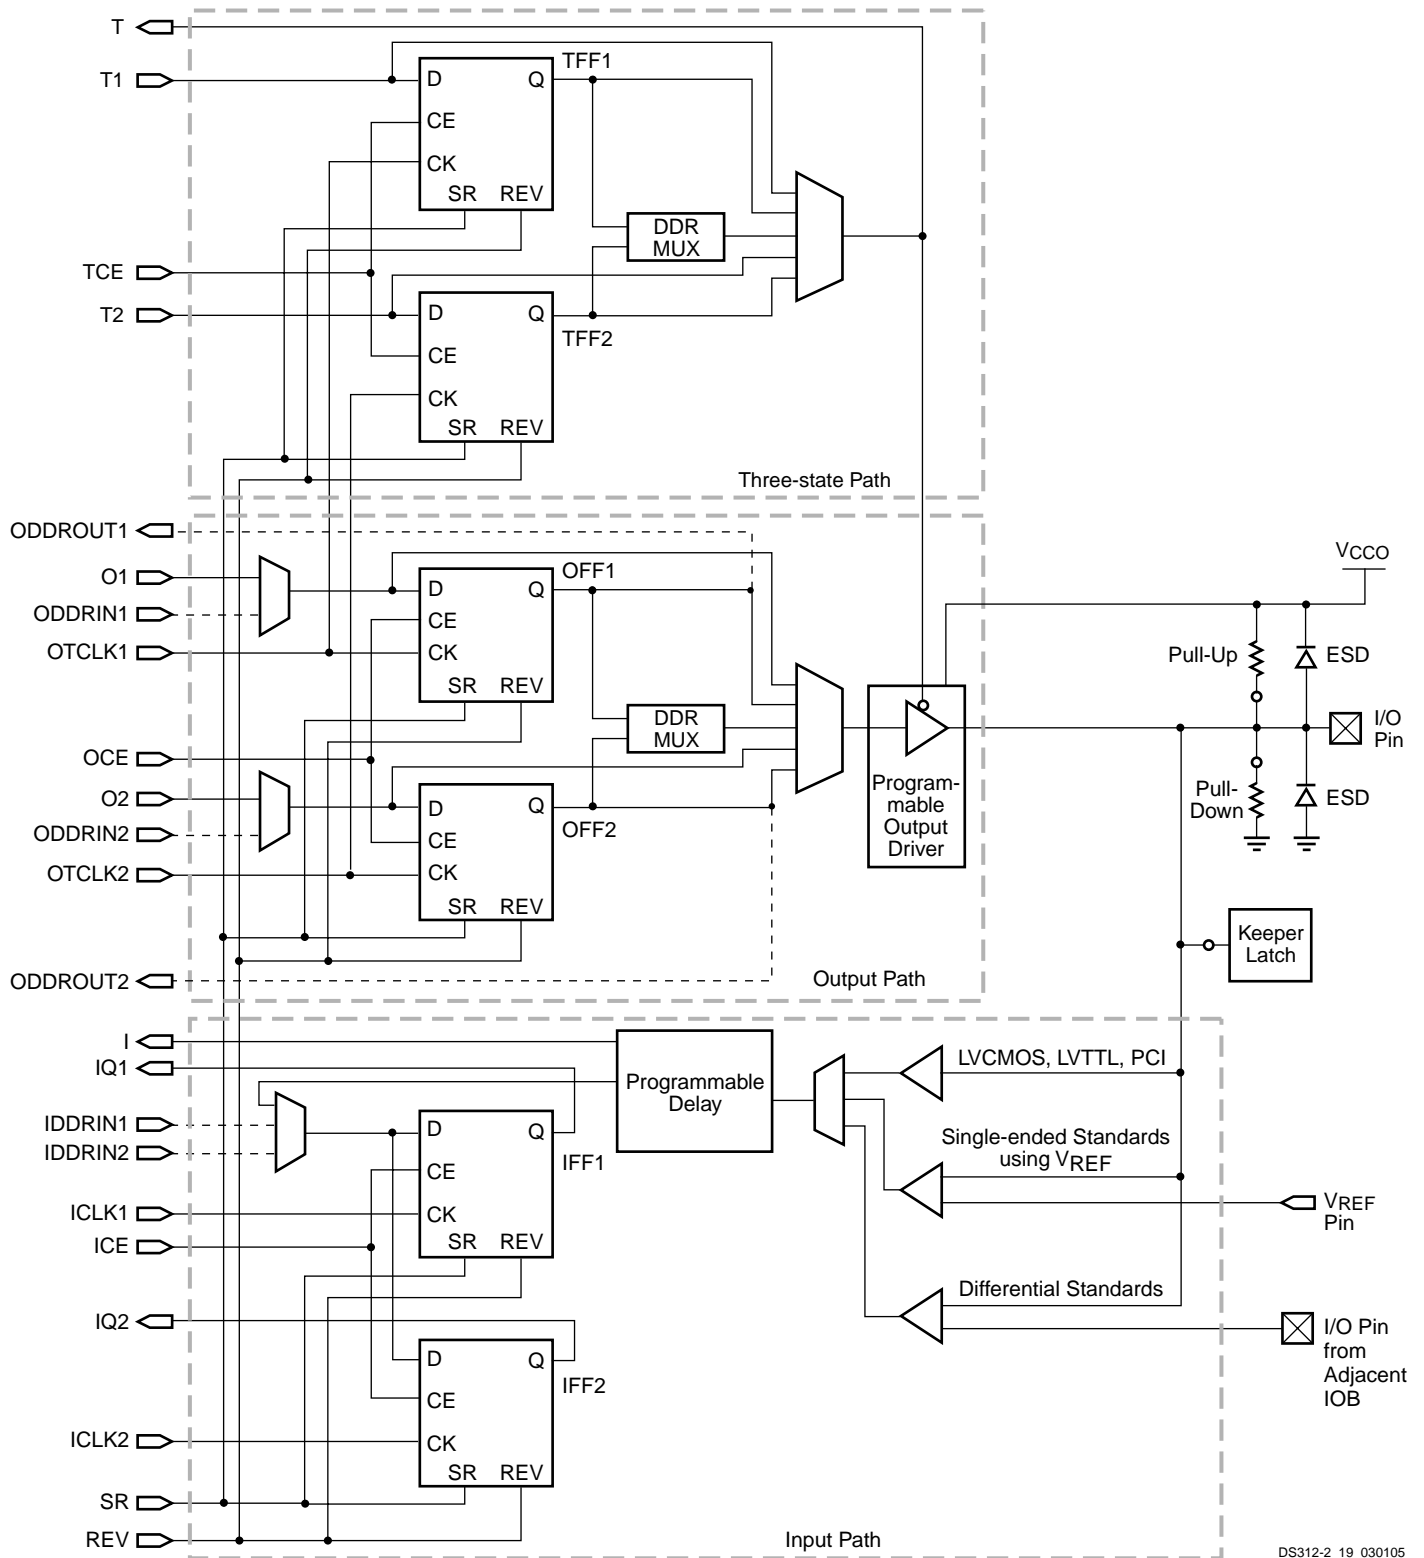 T
T1
D
Q
TFF1
CE
CK
SR REV
DDR
MUX
TCE
T2
D
Q
TFF2
CE
CK
SR REV
Three-state Path
ODDROUT1
O1
ODDRIN1
OTCLK1
D
Q
OFF1
CE
CK
SR REV
DDR
MUX
OCE
O2
ODDRIN2
OTCLK2
D
Q
OFF2
CE
CK
SR REV
Program-
mable
Output
Driver
VCCO
Pull-Up
ESD
I/O
Pin
Pull-
Down
ESD
Keeper
Latch
ODDROUT2
Output Path
I
IQ1
IDDRIN1
IDDRIN2
ICLK1
ICE
D
Q
IFF1
CE
CK
SR REV
Programmable
Delay
LVCMOS, LVTTL, PCI
Single-ended Standards
using VREF
VREF
Pin
Differential Standards
I/O Pin
from
Adjacent
IOB
IQ2
D
Q
IFF2
CE
CK
SR REV
ICLK2
SR
REV
Input Path
DS312-2_19_030105